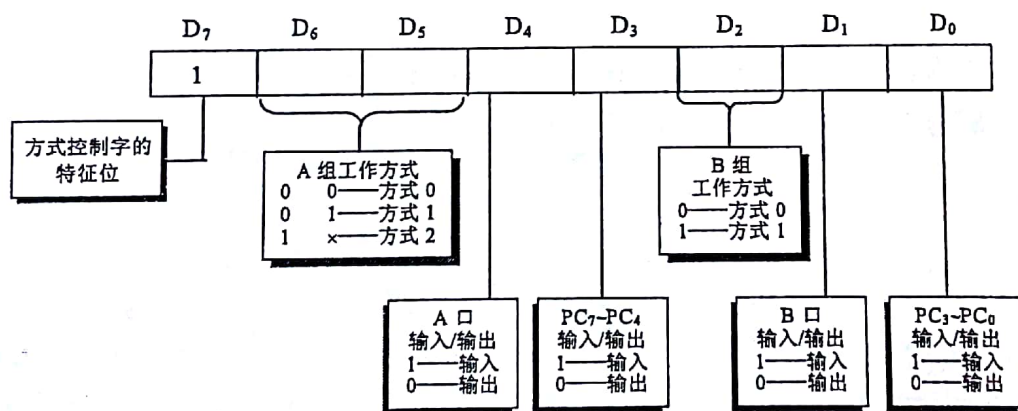 D₇ D₆ D₅ D₄ D₃ D₂ D₁ D₀
1
方式控制字的
特征位
A 组工作方式
0 0——方式 0
0 1——方式 1
1 ×——方式 2
B 组
工作方式
0——方式 0
1——方式 1
A 口
输入/输出
1——输入
0——输出
PC₇~PC₄
输入/输出
1——输入
0——输出
B 口
输入/输出
1——输入
0——输出
PC₃~PC₀
输入/输出
1——输入
0——输出